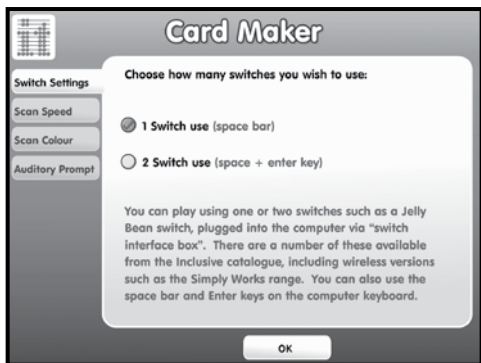 Card Maker
Switch Settings
Scan Speed
Scan Colour
Auditory Prompt
Choose how many switches you wish to use:
1 Switch use (space bar)
2 Switch use (space + enter key)
You can play using one or two switches such as a Jelly
Bean switch, plugged into the computer via "switch
interface box". There are a number of these available
from the Inclusive catalogue, including wireless versions
such as the Simply Works range. You can also use the
space bar and Enter keys on the computer keyboard.
OK